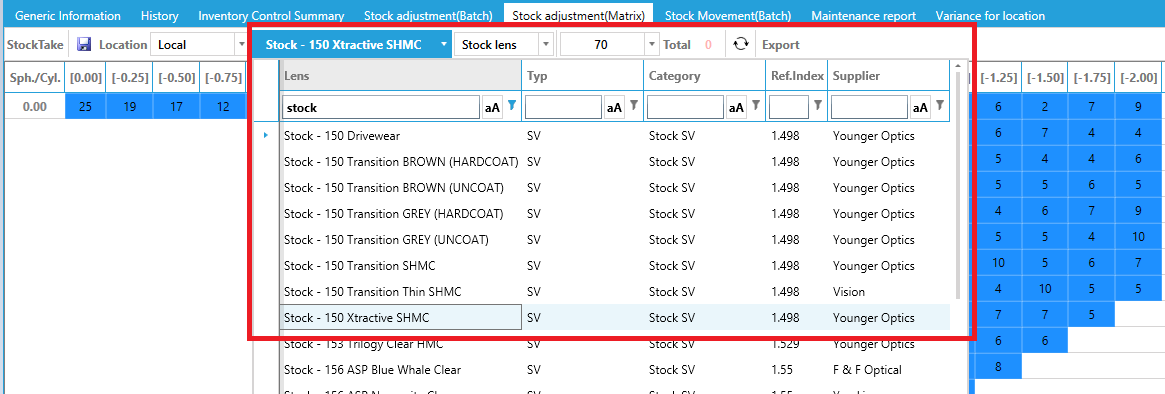 Generic Information History Inventory Control Summary Stock adjustment(Batch) Stock adjustment(Matrix) Stock Movement(Batch) Maintenance report Variance for location
StockTake Location Local Stock - 150 Xtractive SHMC Stock lens 70 Total 0 Export
Sph./Cyl. [0.00] [-0.25] [-0.50] [-0.75] Lens Typ Category Ref.Index Supplier [-1.25] [-1.50] [-1.75] [-2.00]
0.00 25 19 17 12 stock aA aA aA aA 6 2 7 9
Stock - 150 Drivewear SV Stock SV 1.498 Younger Optics 6 7 4 4
Stock - 150 Transition BROWN (HARDCOAT) SV Stock SV 1.498 Younger Optics 5 4 4 6
Stock - 150 Transition BROWN (UNCOAT) SV Stock SV 1.498 Younger Optics 5 5 6 5
Stock - 150 Transition GREY (HARDCOAT) SV Stock SV 1.498 Younger Optics 4 6 7 9
Stock - 150 Transition GREY (UNCOAT) SV Stock SV 1.498 Younger Optics 5 5 4 10
Stock - 150 Transition SHMC SV Stock SV 1.498 Younger Optics 10 5 6 7
Stock - 150 Transition Thin SHMC SV Stock SV 1.498 Vision 4 10 5 5
Stock - 150 Xtractive SHMC SV Stock SV 1.498 Younger Optics 7 7 5
Stock - 153 Trilogy Clear HMC SV Stock SV 1.529 Younger Optics 6 6
Stock - 156 ASP Blue Whale Clear SV Stock SV 1.55 F & F Optical 8